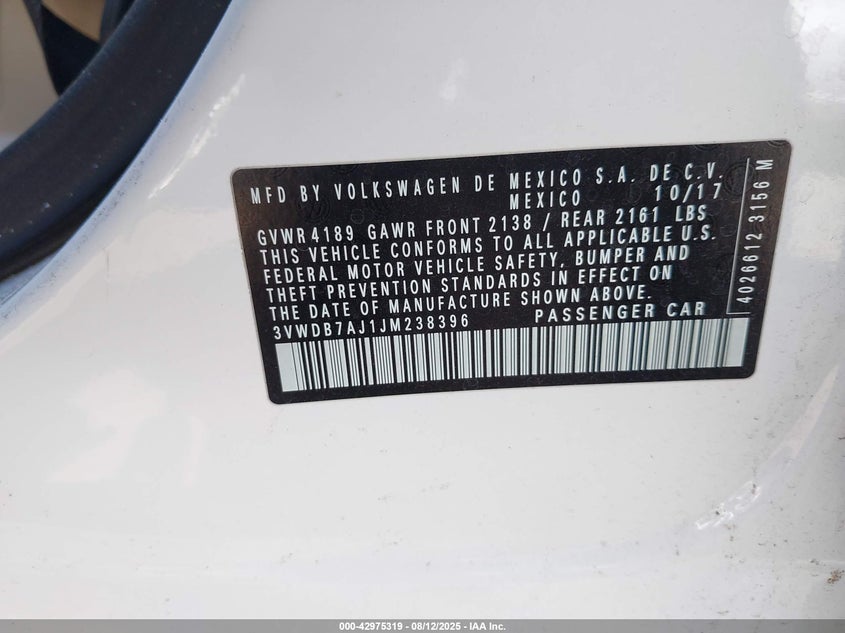 MFD BY VOLKSWAGEN DE MEXICO S.A. DE C.V.
MEXICO 10/17
GVWR 4189 GAWR FRONT 2138 / REAR 2161 LBS
THIS VEHICLE CONFORMS TO ALL APPLICABLE U.S.
FEDERAL MOTOR VEHICLE SAFETY, BUMPER AND
THEFT PREVENTION STANDARDS IN EFFECT ON
THE DATE OF MANUFACTURE SHOWN ABOVE.
3VWDB7AJ1JM238396 PASSENGER CAR
4026612 3156 M
000-42975319 - 08/12/2025 - IAA Inc.